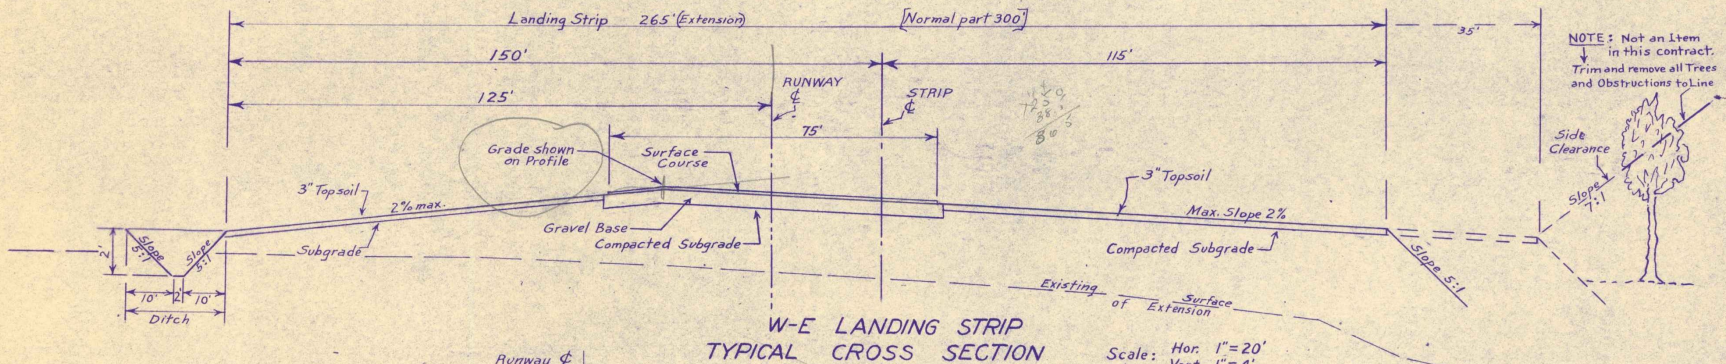 Landing Strip 265' (Extension) [Normal part 300']
35'
150'
115'
NOTE: Not an Item
in this contract.
Trim and remove all Trees
and Obstructions to Line
RUNWAY
℄
STRIP
℄
125'
75'
Grade shown
on Profile
Surface
Course
Side
Clearance
3" Topsoil
2% max.
3" Topsoil
Slope
7:1
Max. Slope 2%
Gravel Base
Compacted Subgrade
Subgrade
Compacted Subgrade
2'
Slope
5:1
Slope
5:1
Slope 5:1
10' 2' 10'
Ditch
Existing Surface
of Extension
W-E LANDING STRIP
TYPICAL CROSS SECTION
Scale: Hor. 1"=20'
Vert. 1"=4'
Runway ℄